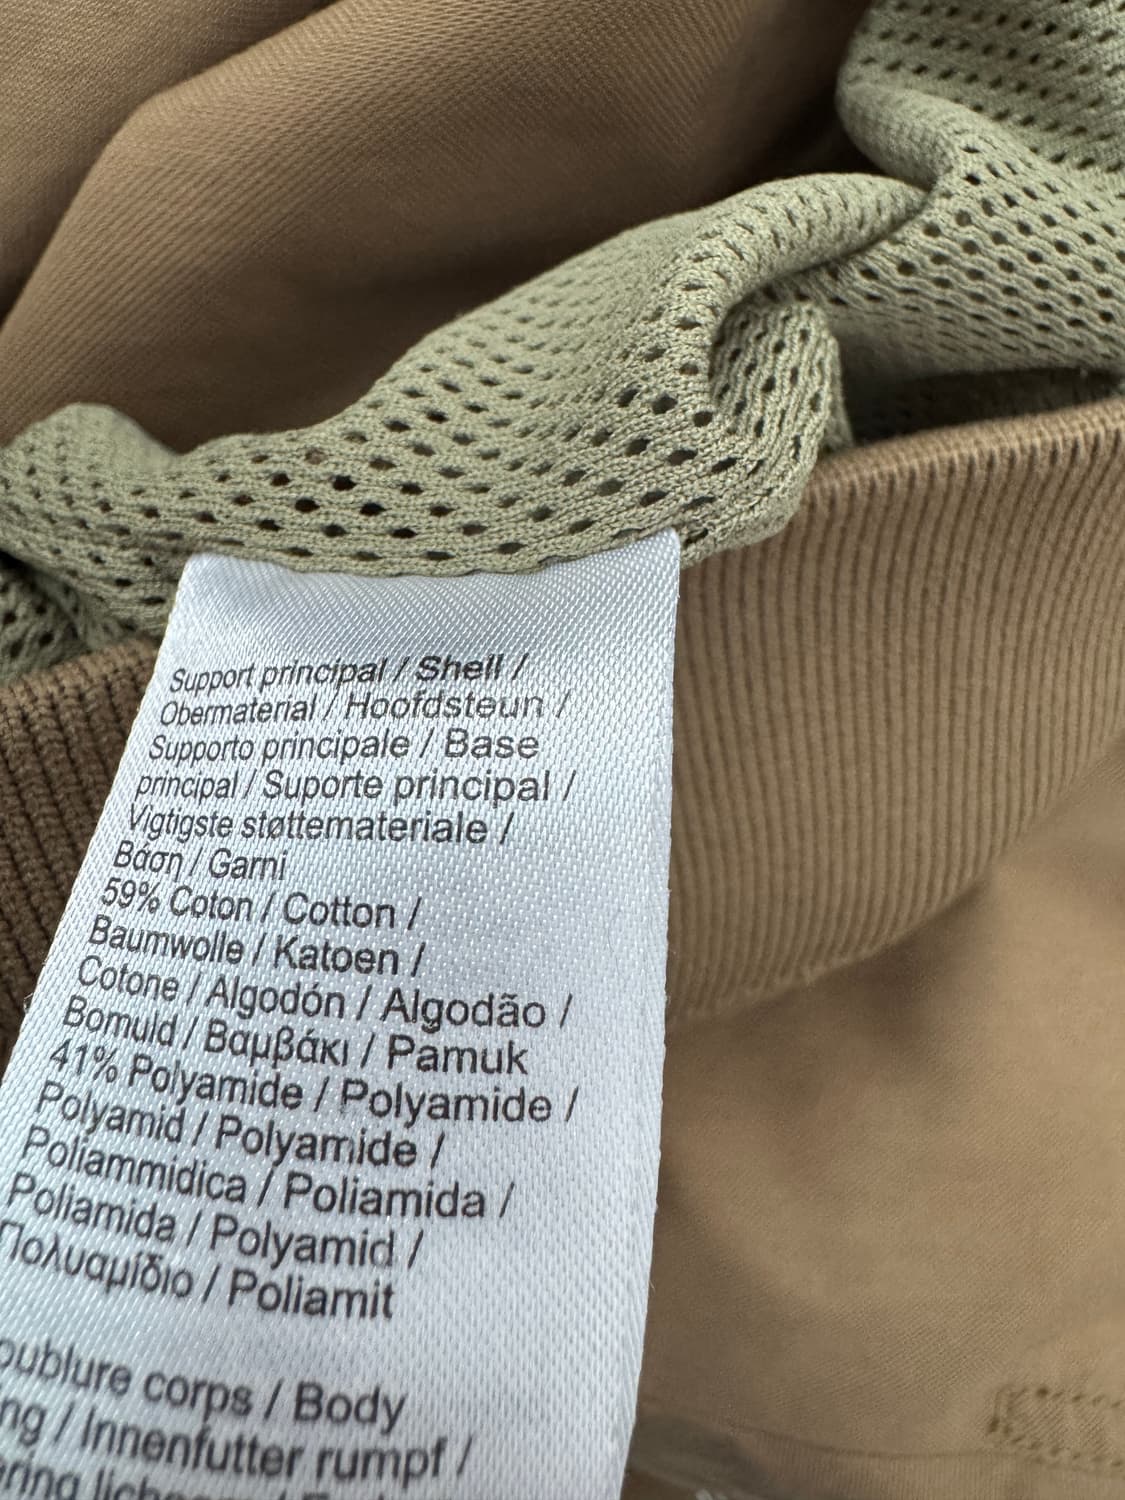 Support principal / Shell /
Obermaterial / Hoofdsteun /
Supporto principale / Base
principal / Suporte principal /
Vigtigste støttemateriale /
Βάση / Garni
59% Coton / Cotton /
Baumwolle / Katoen /
Cotone / Algodón / Algodão /
Bomuld / Βαμβάκι / Pamuk
41% Polyamide / Polyamide /
Polyamid / Polyamide /
Poliammidica / Poliamida /
Poliamida / Polyamid /
Πολυαμίδιο / Poliamit
oublure corps / Body
ng / Innenfutter rumpf /